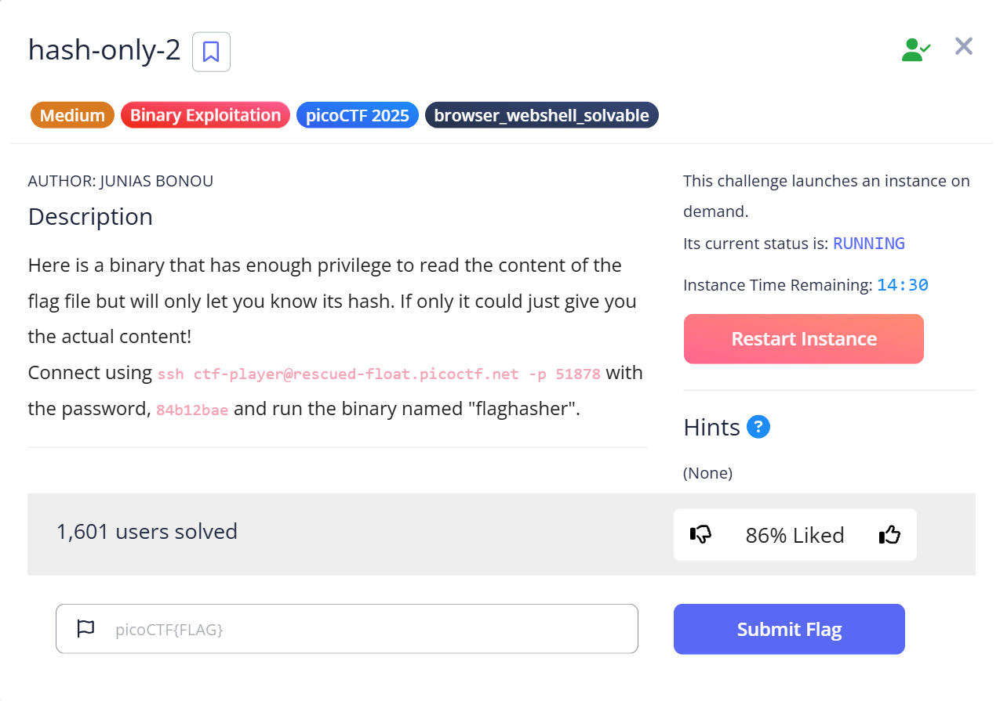 hash-only-2
Medium Binary Exploitation picoCTF 2025 browser_webshell_solvable
AUTHOR: JUNIAS BONOU
Description
Here is a binary that has enough privilege to read the content of the
flag file but will only let you know its hash. If only it could just give you
the actual content!
Connect using ssh ctf-player@rescued-float.picoctf.net -p 51878 with
the password, 84b12bae and run the binary named "flaghasher".
This challenge launches an instance on
demand.
Its current status is: RUNNING
Instance Time Remaining: 14:30
Restart Instance
Hints ?
(None)
1,601 users solved
86% Liked
picoCTF{FLAG}
Submit Flag